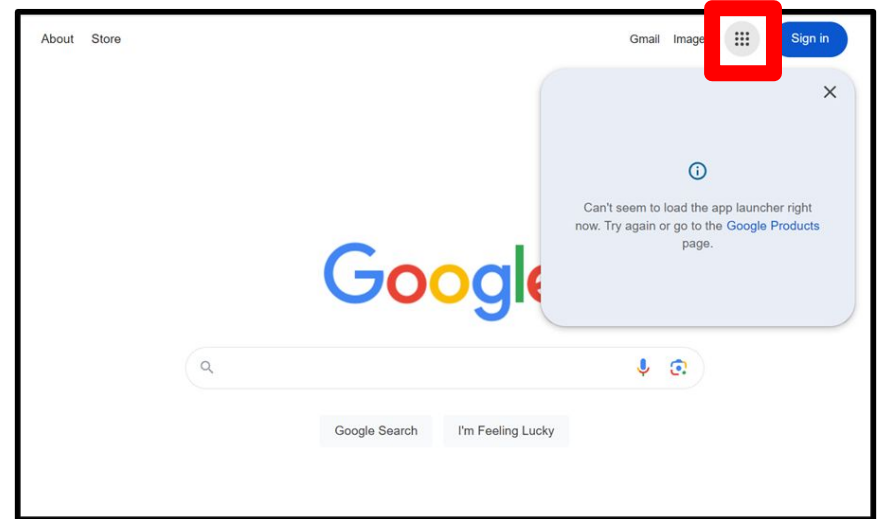 About Store
Gmail Image
Sign in
Can't seem to load the app launcher right
now. Try again or go to the Google Products
page.
Google
Google Search I'm Feeling Lucky